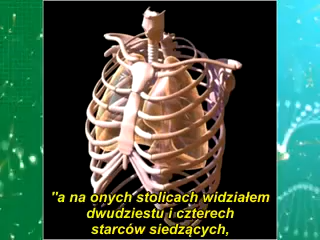 "a na onych stolicach widziałem
dwudziestu i czterech
starców siedzących,